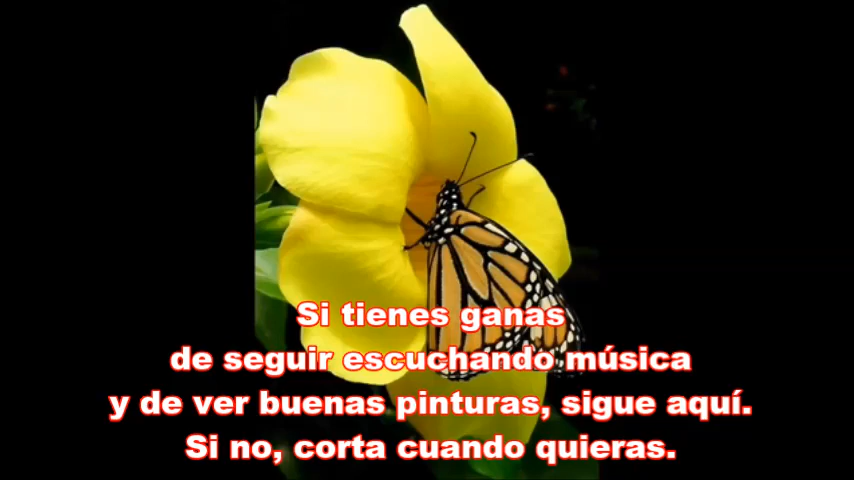 Si tienes ganas
de seguir escuchando música
y de ver buenas pinturas, sigue aquí.
Si no, corta cuando quieras.